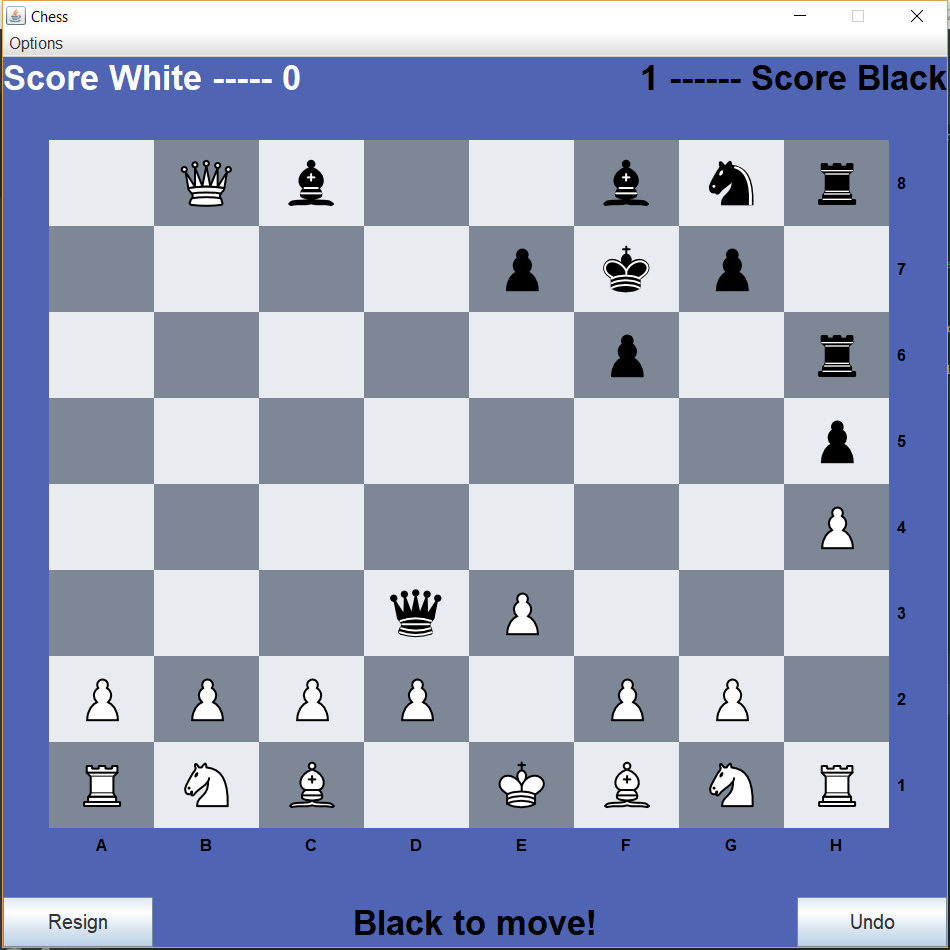 Chess
Options
Score White ----- 0
1 ------ Score Black
8
7
6
5
4
3
2
1
A B C D E F G H
Resign
Black to move!
Undo